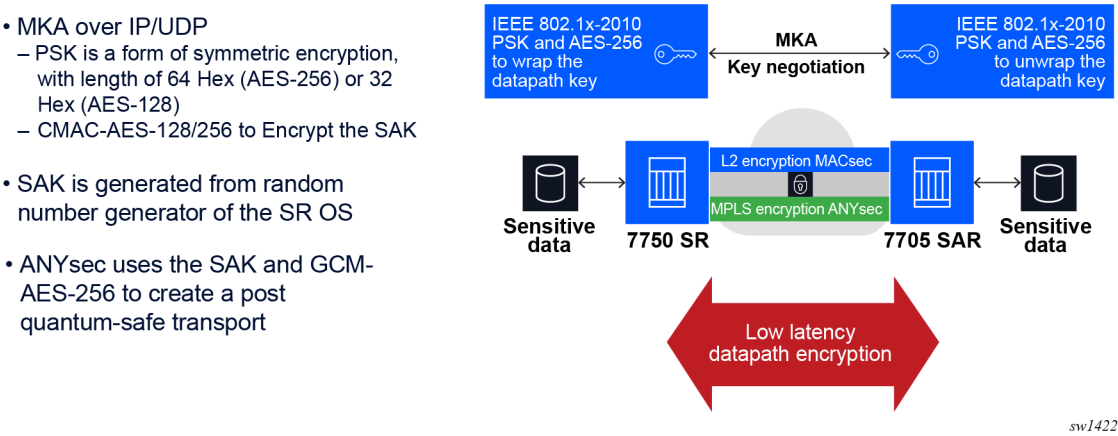 • MKA over IP/UDP
– PSK is a form of symmetric encryption,
with length of 64 Hex (AES-256) or 32
Hex (AES-128)
– CMAC-AES-128/256 to Encrypt the SAK
• SAK is generated from random
number generator of the SR OS
• ANYsec uses the SAK and GCM-
AES-256 to create a post
quantum-safe transport
IEEE 802.1x-2010
PSK and AES-256
to wrap the
datapath key
MKA
Key negotiation
IEEE 802.1x-2010
PSK and AES-256
to unwrap the
datapath key
L2 encryption MACsec
MPLS encryption ANYsec
Sensitive
data
7750 SR
7705 SAR
Sensitive
data
Low latency
datapath encryption
sw1422